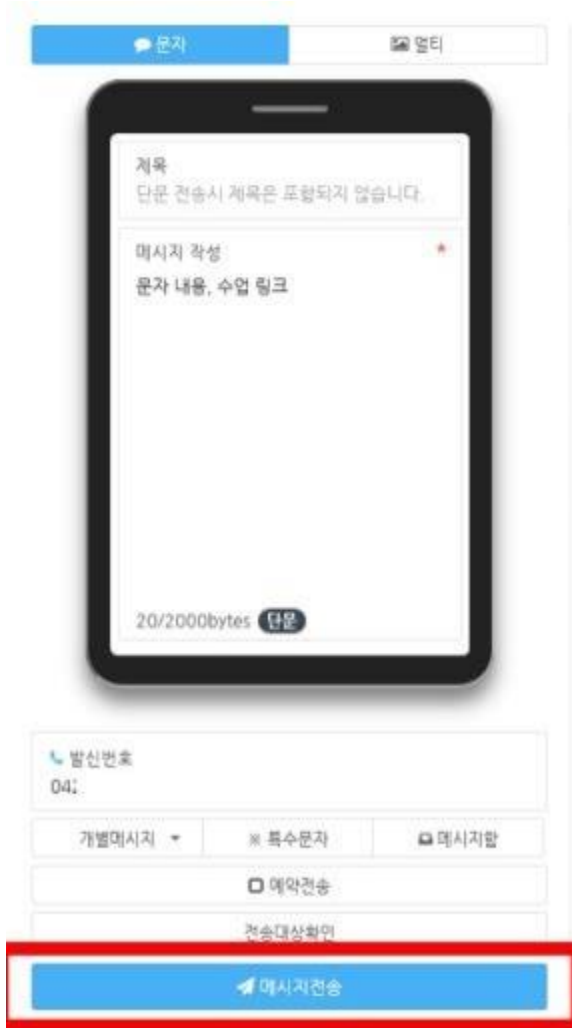 문자
멀티
제목
단문 전송시 제목은 포함되지 않습니다.
메시지 작성 *
문자 내용, 수업 링크
20/2000bytes 단문
발신번호
04
개별메시지 ※ 특수문자 메시지함
예약전송
전송대상확인
메시지전송